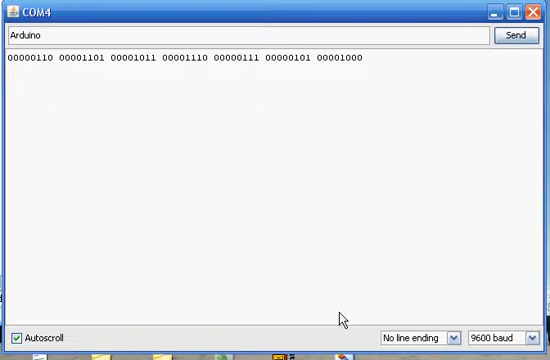 COM4
Arduino
Send
00000110 00001101 00001011 00001110 00000111 00000101 00001000
Autoscroll
No line ending
9600 baud